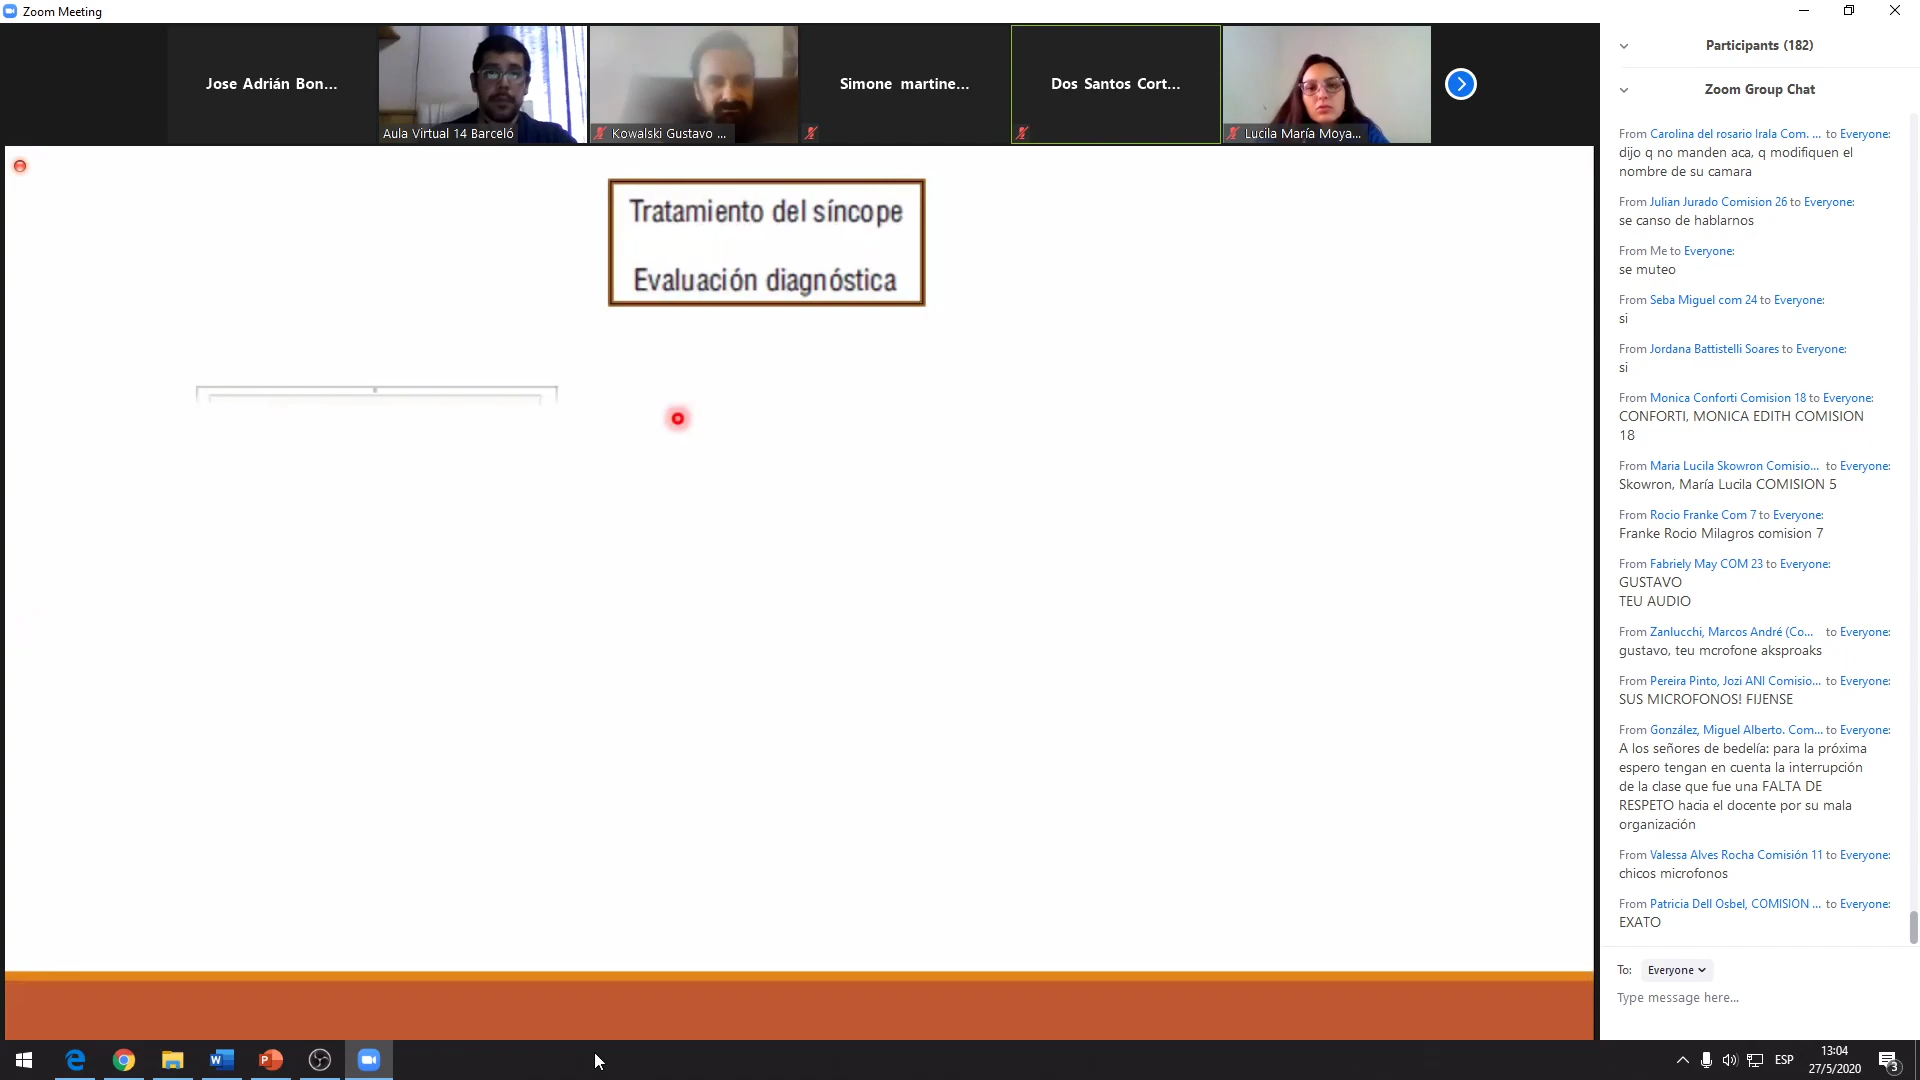 Zoom Meeting
Jose Adrián Bon...
Aula Virtual 14 Barceló
Kowalski Gustavo ...
Simone martine...
Dos Santos Cort...
Lucila María Moya...
Tratamiento del síncope
Evaluación diagnóstica
Participants (182)
Zoom Group Chat
From Carolina del rosario Irala Com. ... to Everyone:
dijo q no manden aca, q modifiquen el
nombre de su camara
From Julian Jurado Comision 26 to Everyone:
se canso de hablarnos
From Me to Everyone:
se muteo
From Seba Miguel com 24 to Everyone:
si
From Jordana Battistelli Soares to Everyone:
si
From Monica Conforti Comision 18 to Everyone:
CONFORTI, MONICA EDITH COMISION
18
From Maria Lucila Skowron Comisio... to Everyone:
Skowron, María Lucila COMISION 5
From Rocio Franke Com 7 to Everyone:
Franke Rocio Milagros comision 7
From Fabriely May COM 23 to Everyone:
GUSTAVO
TEU AUDIO
From Zanlucchi, Marcos André (Co... to Everyone:
gustavo, teu mcrofone aksproaks
From Pereira Pinto, Jozi ANI Comisio... to Everyone:
SUS MICROFONOS! FIJENSE
From González, Miguel Alberto. Com... to Everyone:
A los señores de bedelía: para la próxima
espero tengan en cuenta la interrupción
de la clase que fue una FALTA DE
RESPETO hacia el docente por su mala
organización
From Valessa Alves Rocha Comisión 11 to Everyone:
chicos microfonos
From Patricia Dell Osbel, COMISION ... to Everyone:
EXATO
To: Everyone
Type message here...
ESP
13:04
27/5/2020
3